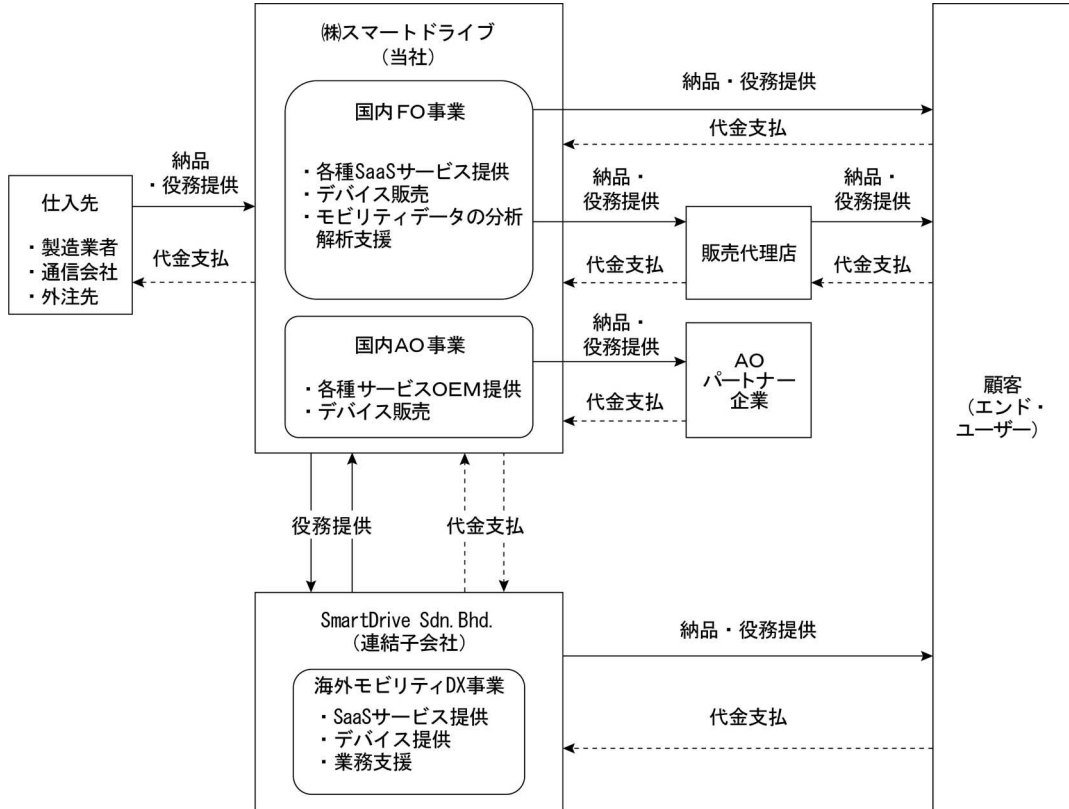 ㈱スマートドライブ
（当社）
国内ＦＯ事業
・各種SaaSサービス提供
・デバイス販売
・モビリティデータの分析
解析支援
国内ＡＯ事業
・各種サービスOEM提供
・デバイス販売
仕入先
・製造業者
・通信会社
・外注先
納品
・役務提供
代金支払
納品・役務提供
代金支払
納品・
役務提供
代金支払
販売代理店
納品・
役務提供
代金支払
納品・
役務提供
代金支払
ＡＯ
パートナー
企業
顧客
（エンド・
ユーザー）
役務提供
代金支払
SmartDrive Sdn.Bhd.
（連結子会社）
海外モビリティDX事業
・SaaSサービス提供
・デバイス提供
・業務支援
納品・役務提供
代金支払